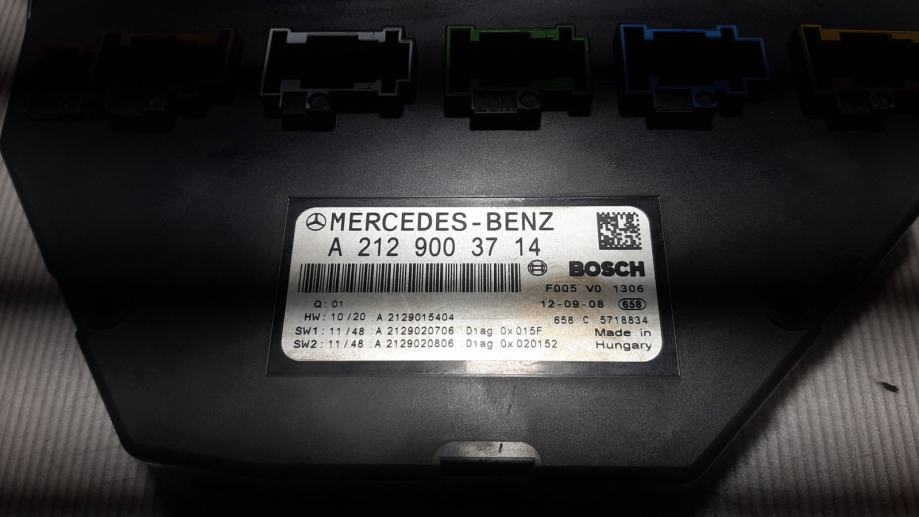 MERCEDES-BENZ
A 212 900 37 14
BOSCH
F005 V0 1306
Q: 01
12-09-08 658
HW: 10/20 :A 2129015404
658 C 5718834
SW1: 11/48 :A 2129020706 :Diag 0x015F
Made in
SW2: 11/48 :A 2129020806 :Diag 0x020152
Hungary